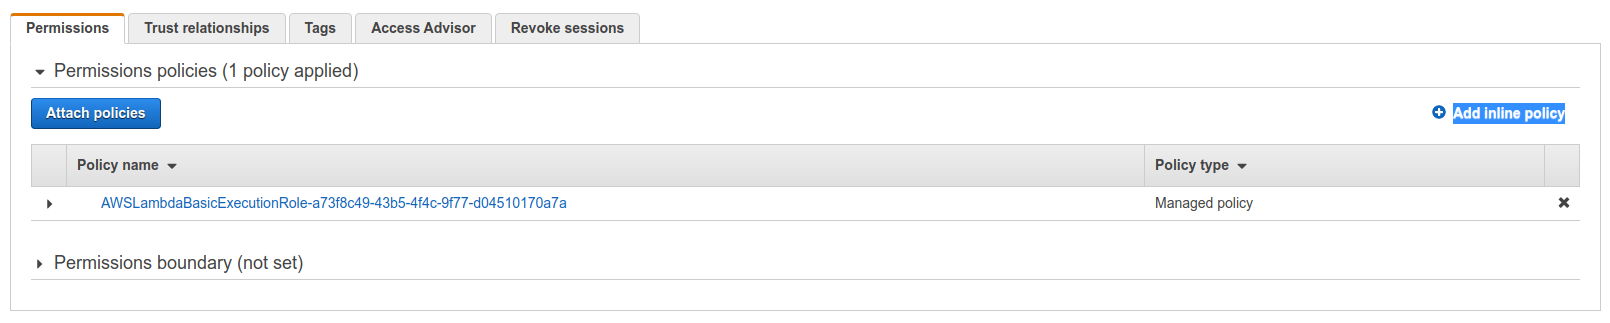 Permissions Trust relationships Tags Access Advisor Revoke sessions
Permissions policies (1 policy applied)
Attach policies Add inline policy
Policy name Policy type
AWSLambdaBasicExecutionRole-a73f8c49-43b5-4f4c-9f77-d04510170a7a Managed policy
Permissions boundary (not set)